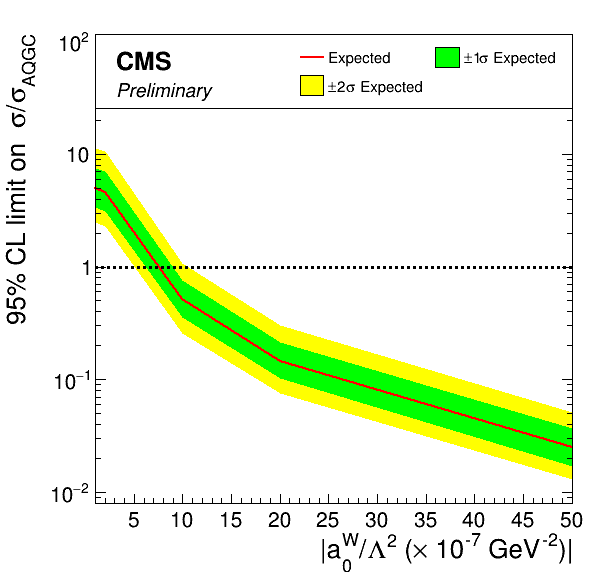 95% CL limit on σ/σ_AQGC
10²
10
1
10⁻¹
10⁻²
CMS
Preliminary
Expected
±1σ Expected
±2σ Expected
5 10 15 20 25 30 35 40 45 50
|a₀ᵂ/Λ² (× 10⁻⁷ GeV⁻²)|